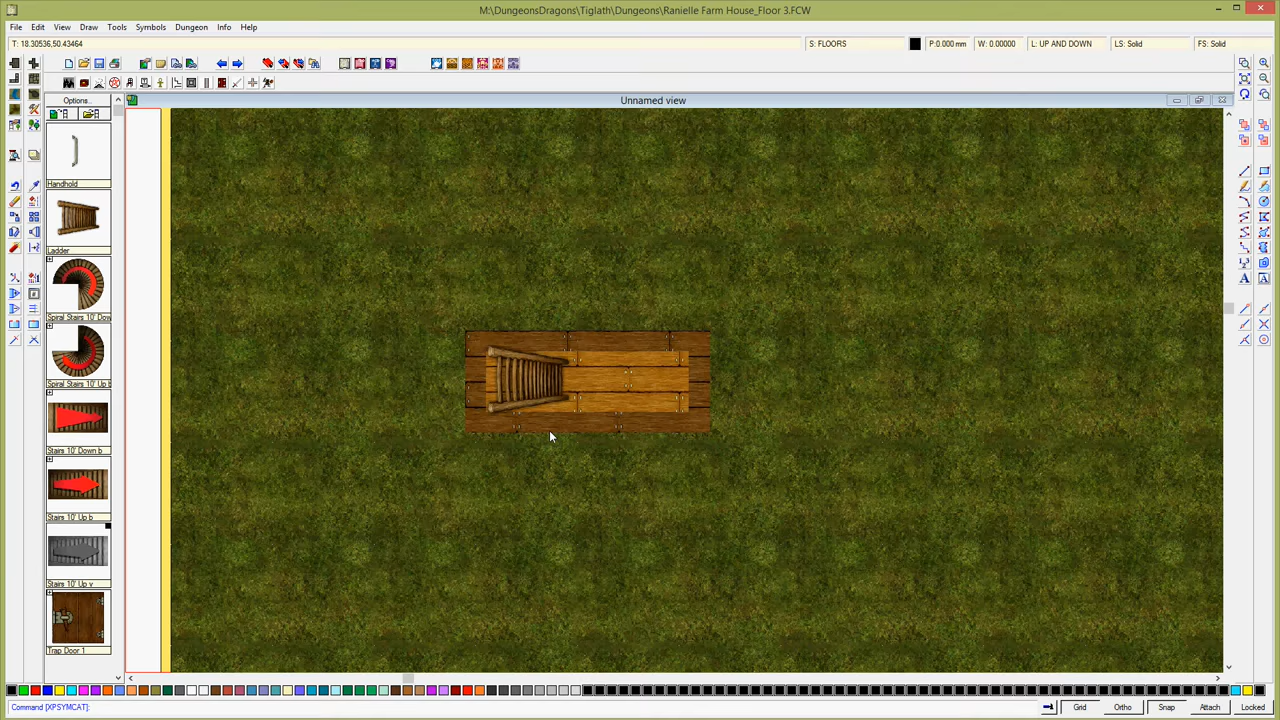 M:\DungeonsDragons\Tiglath\Dungeons\Ranielle Farm House_Floor 3.FCW
File Edit View Draw Tools Symbols Dungeon Info Help
T: 18.30536,50.43464 S: FLOORS P:0.000 mm W: 0.00000 L: UP AND DOWN LS: Solid FS: Solid
Options..
Unnamed view
Handhold
Ladder
Spiral Stairs 10' Dow
Spiral Stairs 10' Up b
Stairs 10' Down b
Stairs 10' Up b
Stairs 10' Up v
Trap Door 1
Command [XPSYMCAT]:
Grid Ortho Snap Attach Locked